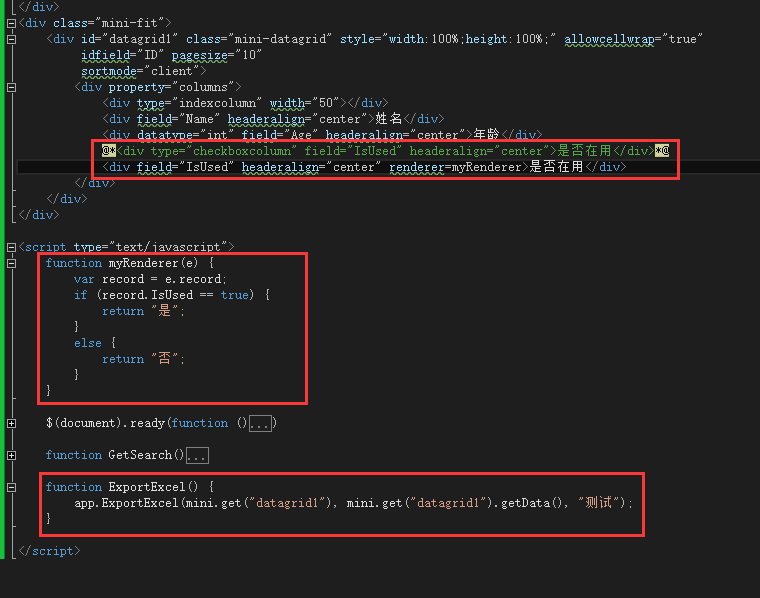 </div>
<div class="mini-fit">
<div id="datagrid1" class="mini-datagrid" style="width:100%;height:100%;" allowcellwrap="true"
idfield="ID" pagesize="10"
sortmode="client">
<div property="columns">
<div type="indexcolumn" width="50"></div>
<div field="Name" headeralign="center">姓名</div>
<div datatype="int" field="Age" headeralign="center">年龄</div>
@*<div type="checkboxcolumn" field="IsUsed" headeralign="center">是否在用</div>*@
<div field="IsUsed" headeralign="center" renderer=myRenderer>是否在用</div>
</div>
</div>
</div>
<script type="text/javascript">
function myRenderer(e) {
var record = e.record;
if (record.IsUsed == true) {
return "是";
}
else {
return "否";
}
}
$(document).ready(function ()...)
function GetSearch()...
function ExportExcel() {
app.ExportExcel(mini.get("datagrid1"), mini.get("datagrid1").getData(), "测试");
}
</script>